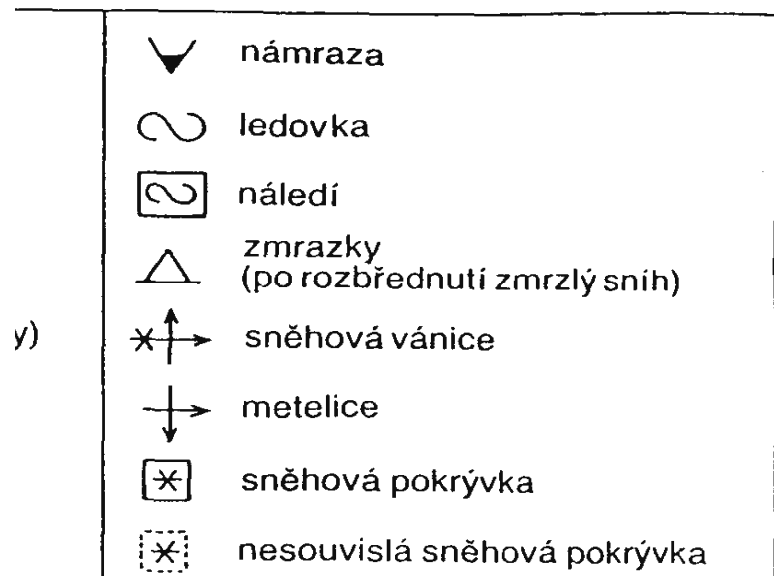 námraza
ledovka
náledí
zmrazky
(po rozbřednutí zmrzlý sníh)
y)
sněhová vánice
metelice
sněhová pokrývka
nesouvislá sněhová pokrývka